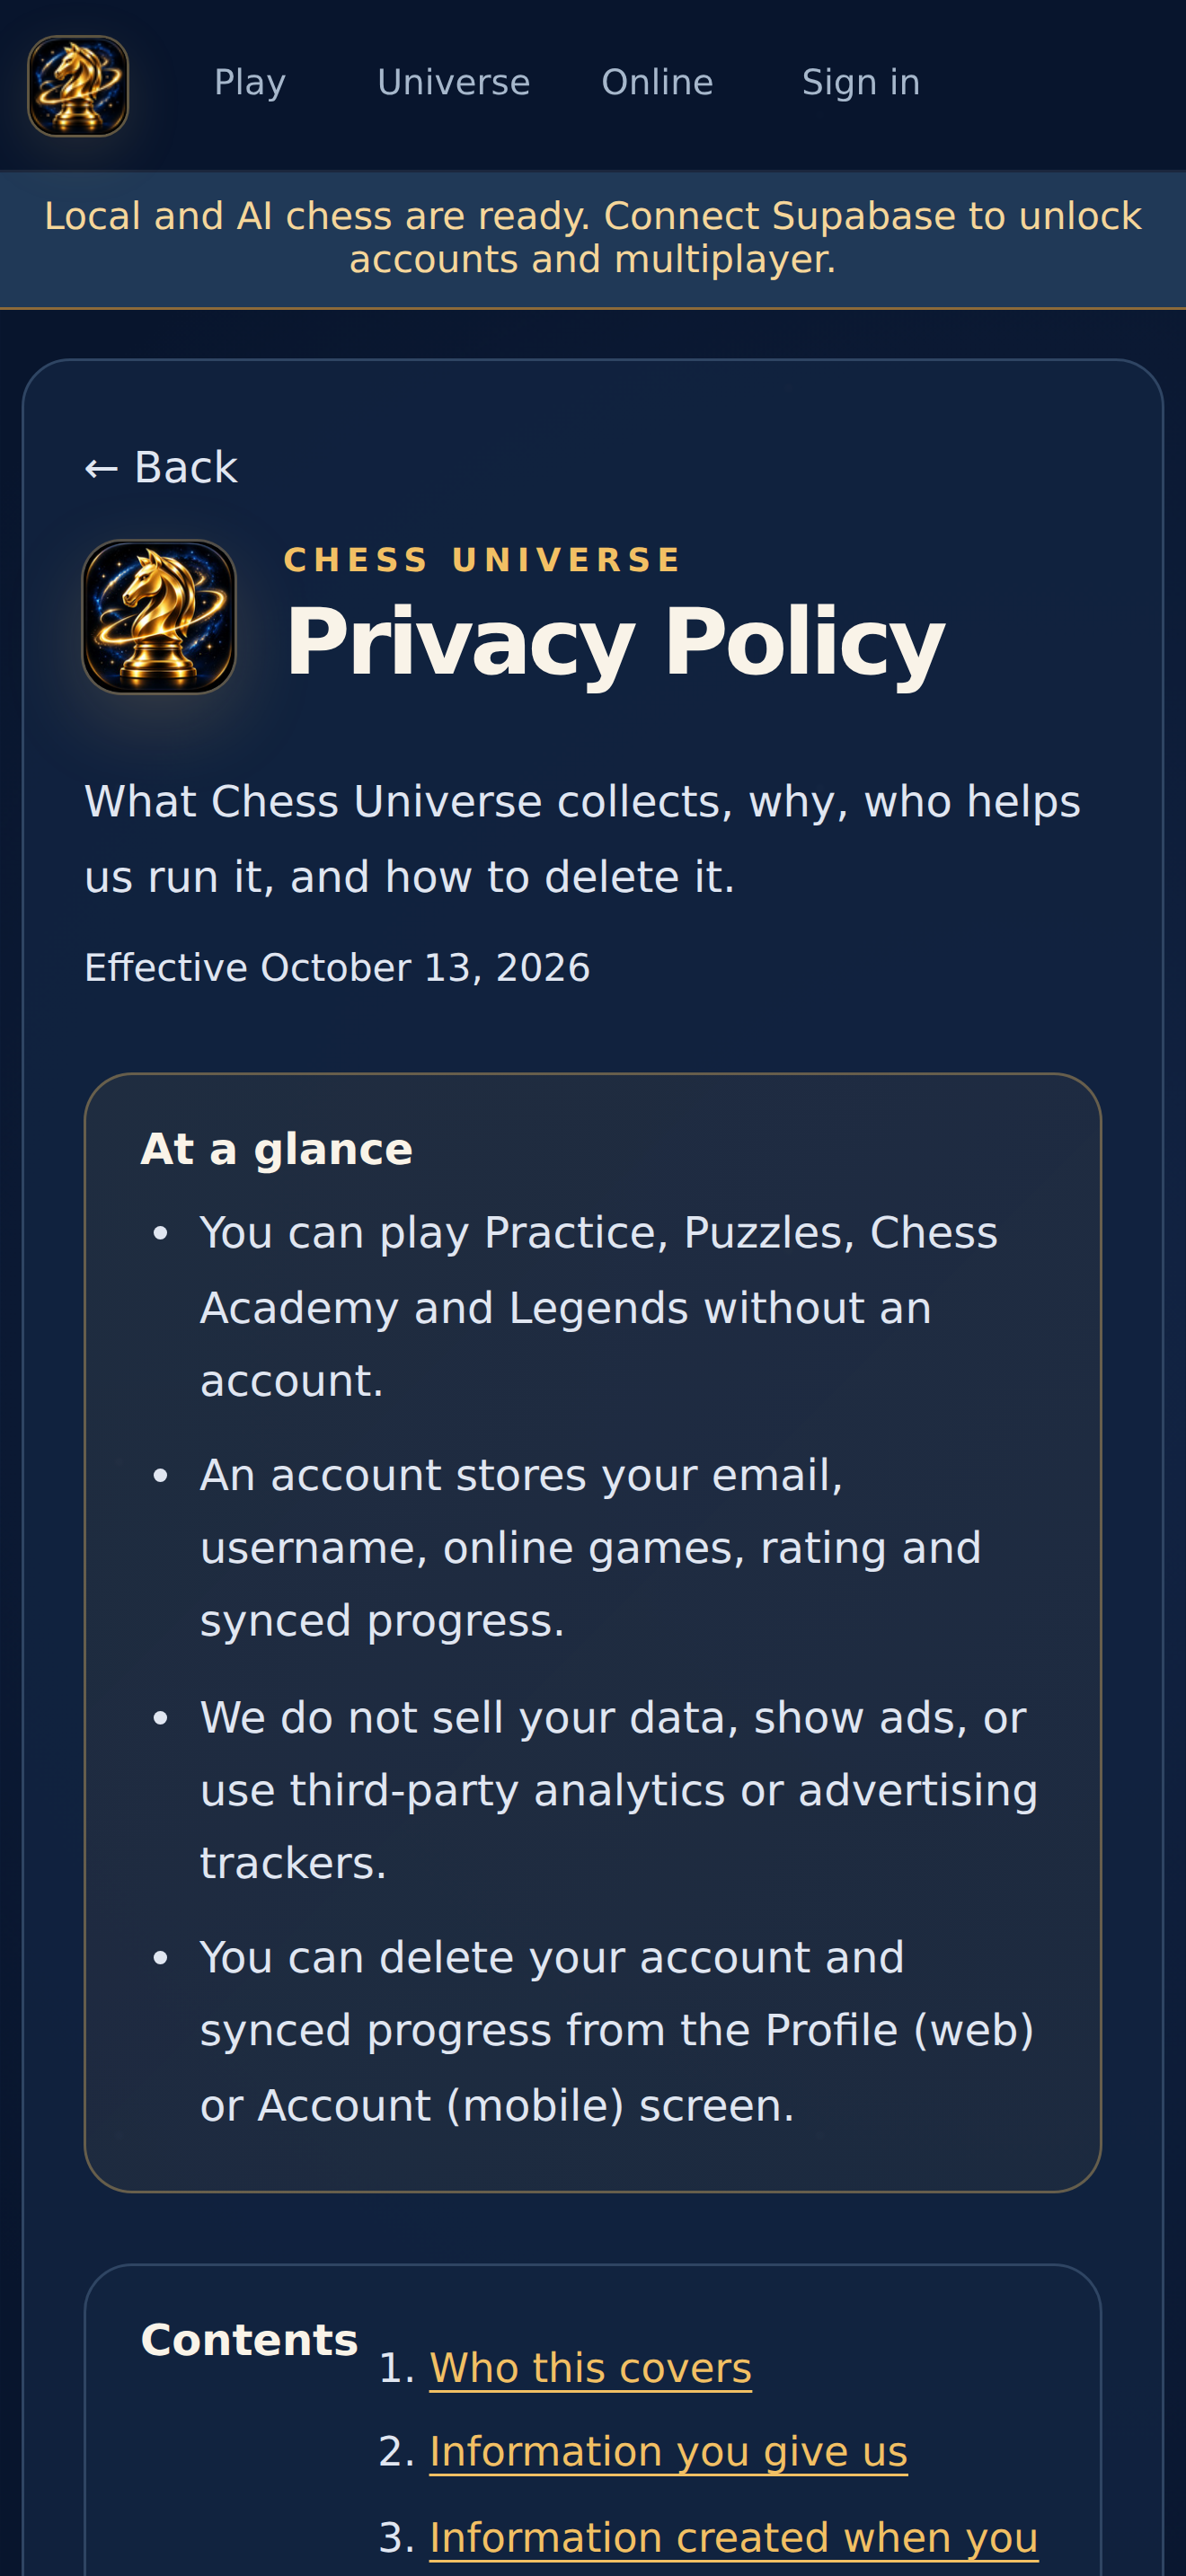 Play Universe Online Sign in
Local and AI chess are ready. Connect Supabase to unlock
accounts and multiplayer.
← Back
CHESS UNIVERSE
Privacy Policy
What Chess Universe collects, why, who helps
us run it, and how to delete it.
Effective October 13, 2026
At a glance
• You can play Practice, Puzzles, Chess
Academy and Legends without an
account.
• An account stores your email,
username, online games, rating and
synced progress.
• We do not sell your data, show ads, or
use third-party analytics or advertising
trackers.
• You can delete your account and
synced progress from the Profile (web)
or Account (mobile) screen.
Contents
1. Who this covers
2. Information you give us
3. Information created when you